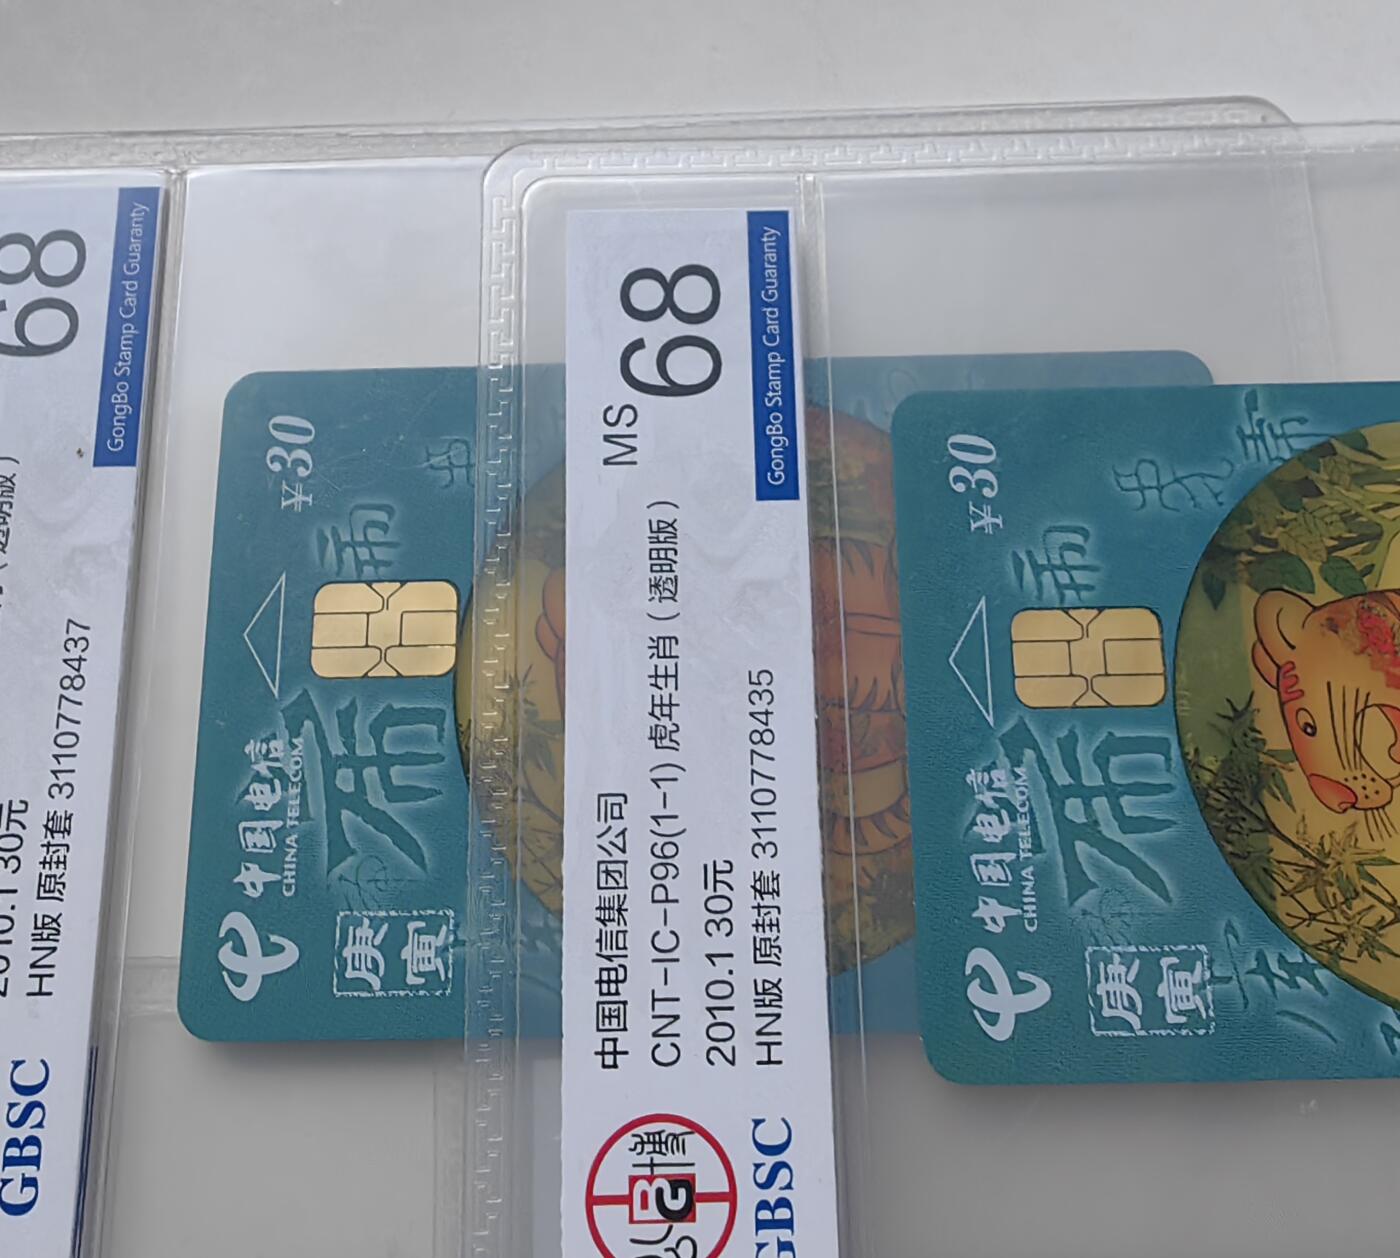 68
GongBo Stamp Card Guaranty
透明版）
2010.1 30元
HN版 原封套 3110778437
GBSC
¥30
中国电信
CHINA TELECOM
庚寅
MS 68
GongBo Stamp Card Guaranty
中国电信集团公司
CNT-IC-P96(1-1) 虎年生肖（透明版）
2010.1 30元
HN版 原封套 3110778435
GBSC
¥30
中国电信
CHINA TELECOM
庚寅